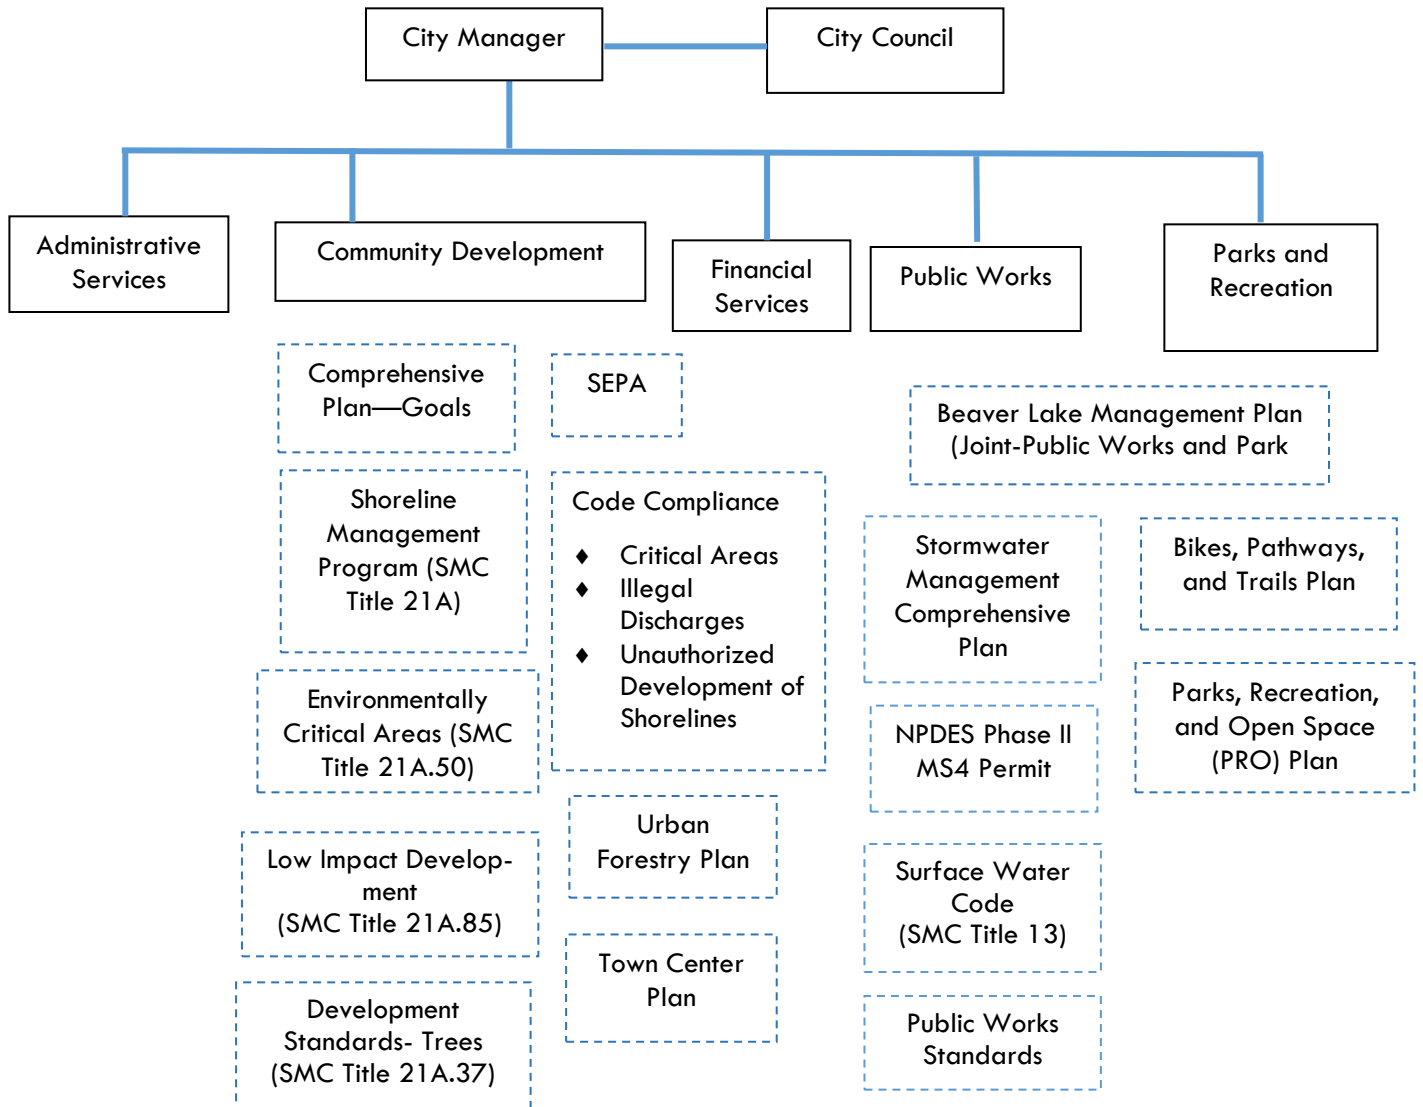 City Manager
City Council
Administrative
Services
Community Development
Financial
Services
Public Works
Parks and
Recreation
Comprehensive
Plan—Goals
SEPA
Beaver Lake Management Plan
(Joint-Public Works and Park
Shoreline
Management
Program (SMC
Title 21A)
Code Compliance
♦ Critical Areas
♦ Illegal
Discharges
♦ Unauthorized
Development of
Shorelines
Stormwater
Management
Comprehensive
Plan
Bikes, Pathways,
and Trails Plan
Environmentally
Critical Areas (SMC
Title 21A.50)
Parks, Recreation,
and Open Space
(PRO) Plan
NPDES Phase II
MS4 Permit
Urban
Forestry Plan
Low Impact Develop-
ment
(SMC Title 21A.85)
Surface Water
Code
(SMC Title 13)
Town Center
Plan
Development
Standards- Trees
(SMC Title 21A.37)
Public Works
Standards